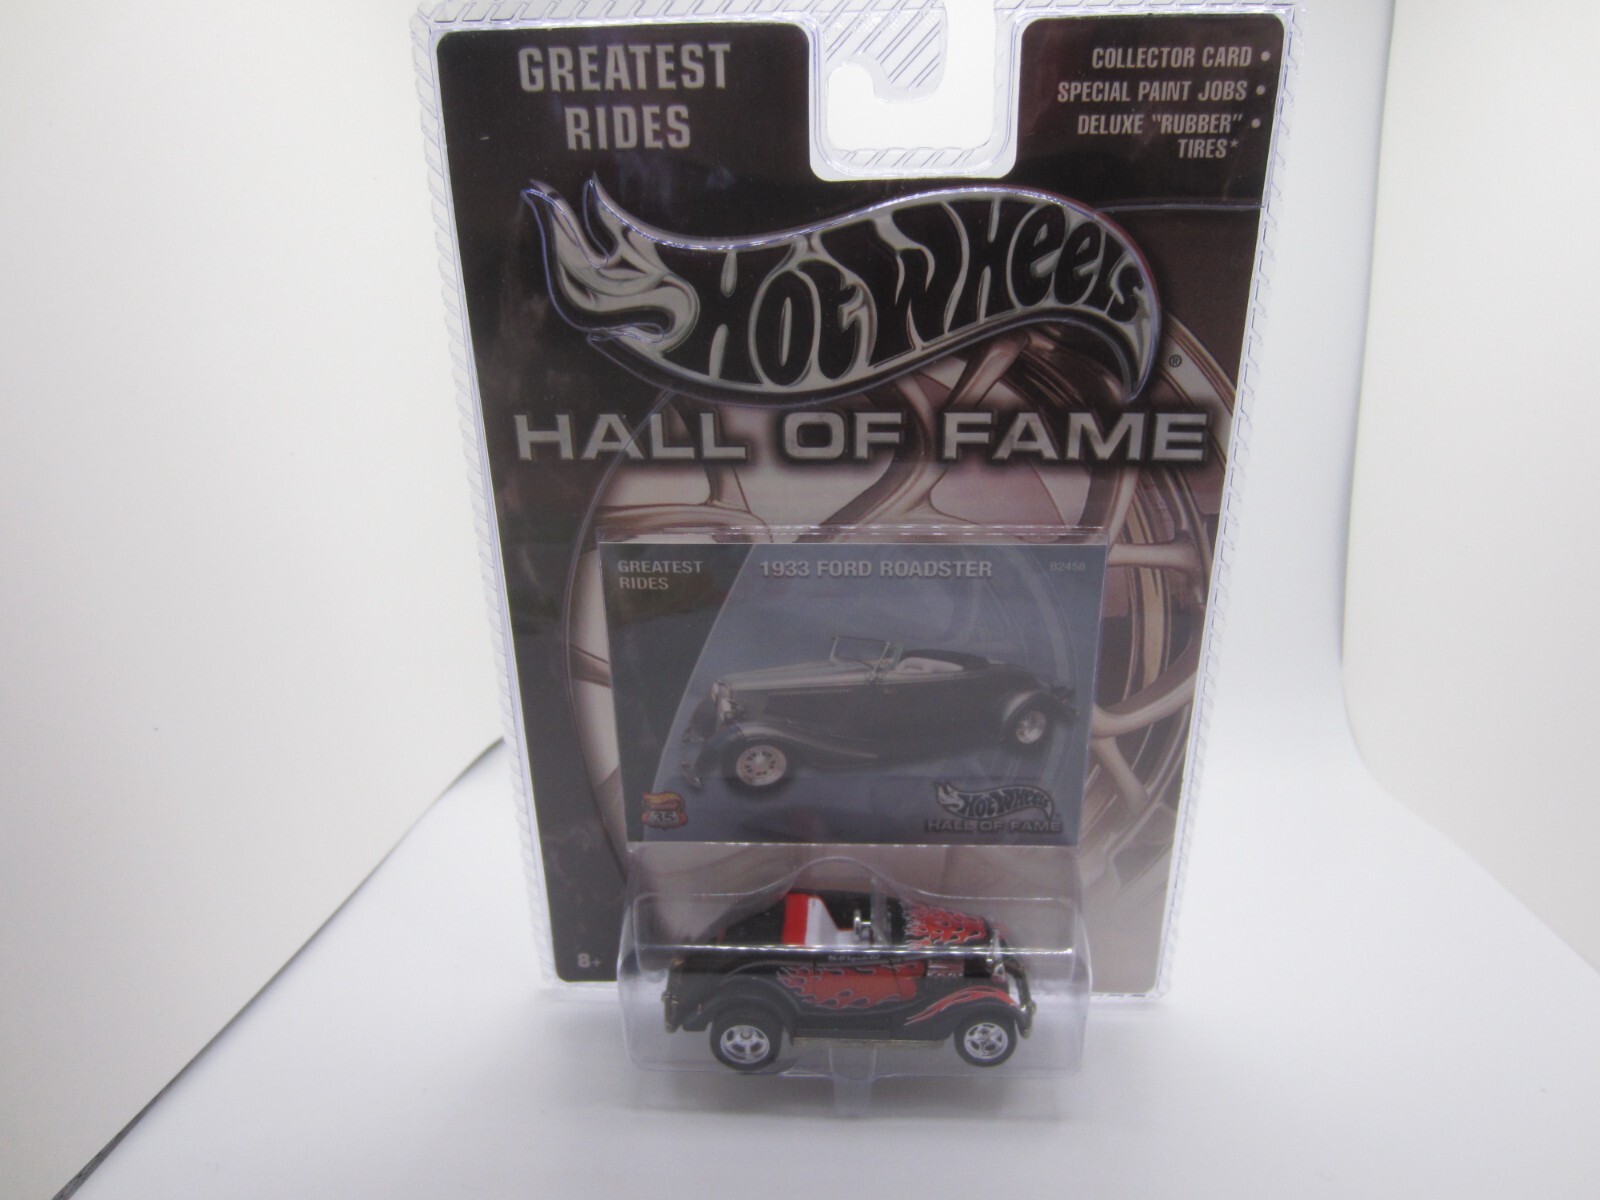 GREATEST
RIDES
COLLECTOR CARD •
SPECIAL PAINT JOBS •
DELUXE "RUBBER" •
TIRES*
Hot Wheels
®
HALL OF FAME
GREATEST
RIDES
1933 FORD ROADSTER
B2458
35
Hot Wheels
HALL OF FAME
8+